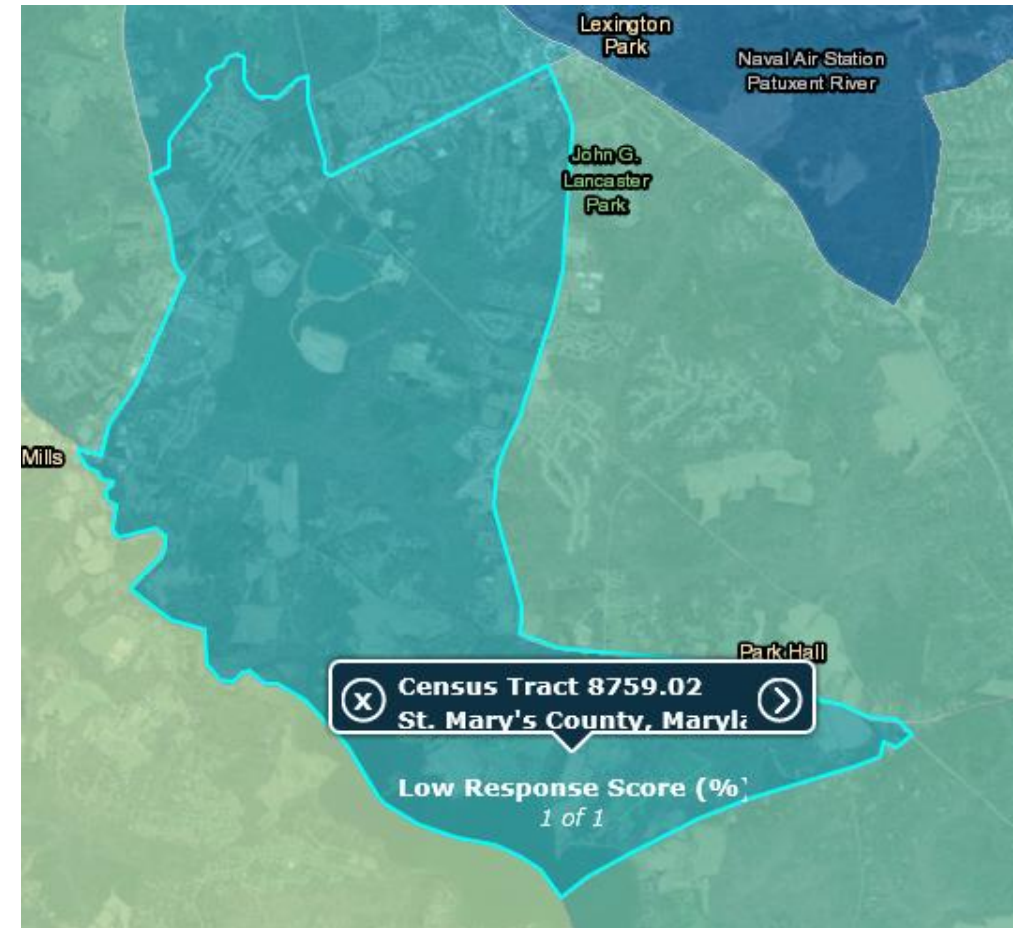 Lexington
Park
Naval Air Station
Patuxent River
John G.
Lancaster
Park
Mills
Park Hall
x
Census Tract 8759.02
St. Mary's County, Maryla
Low Response Score (%)
1 of 1